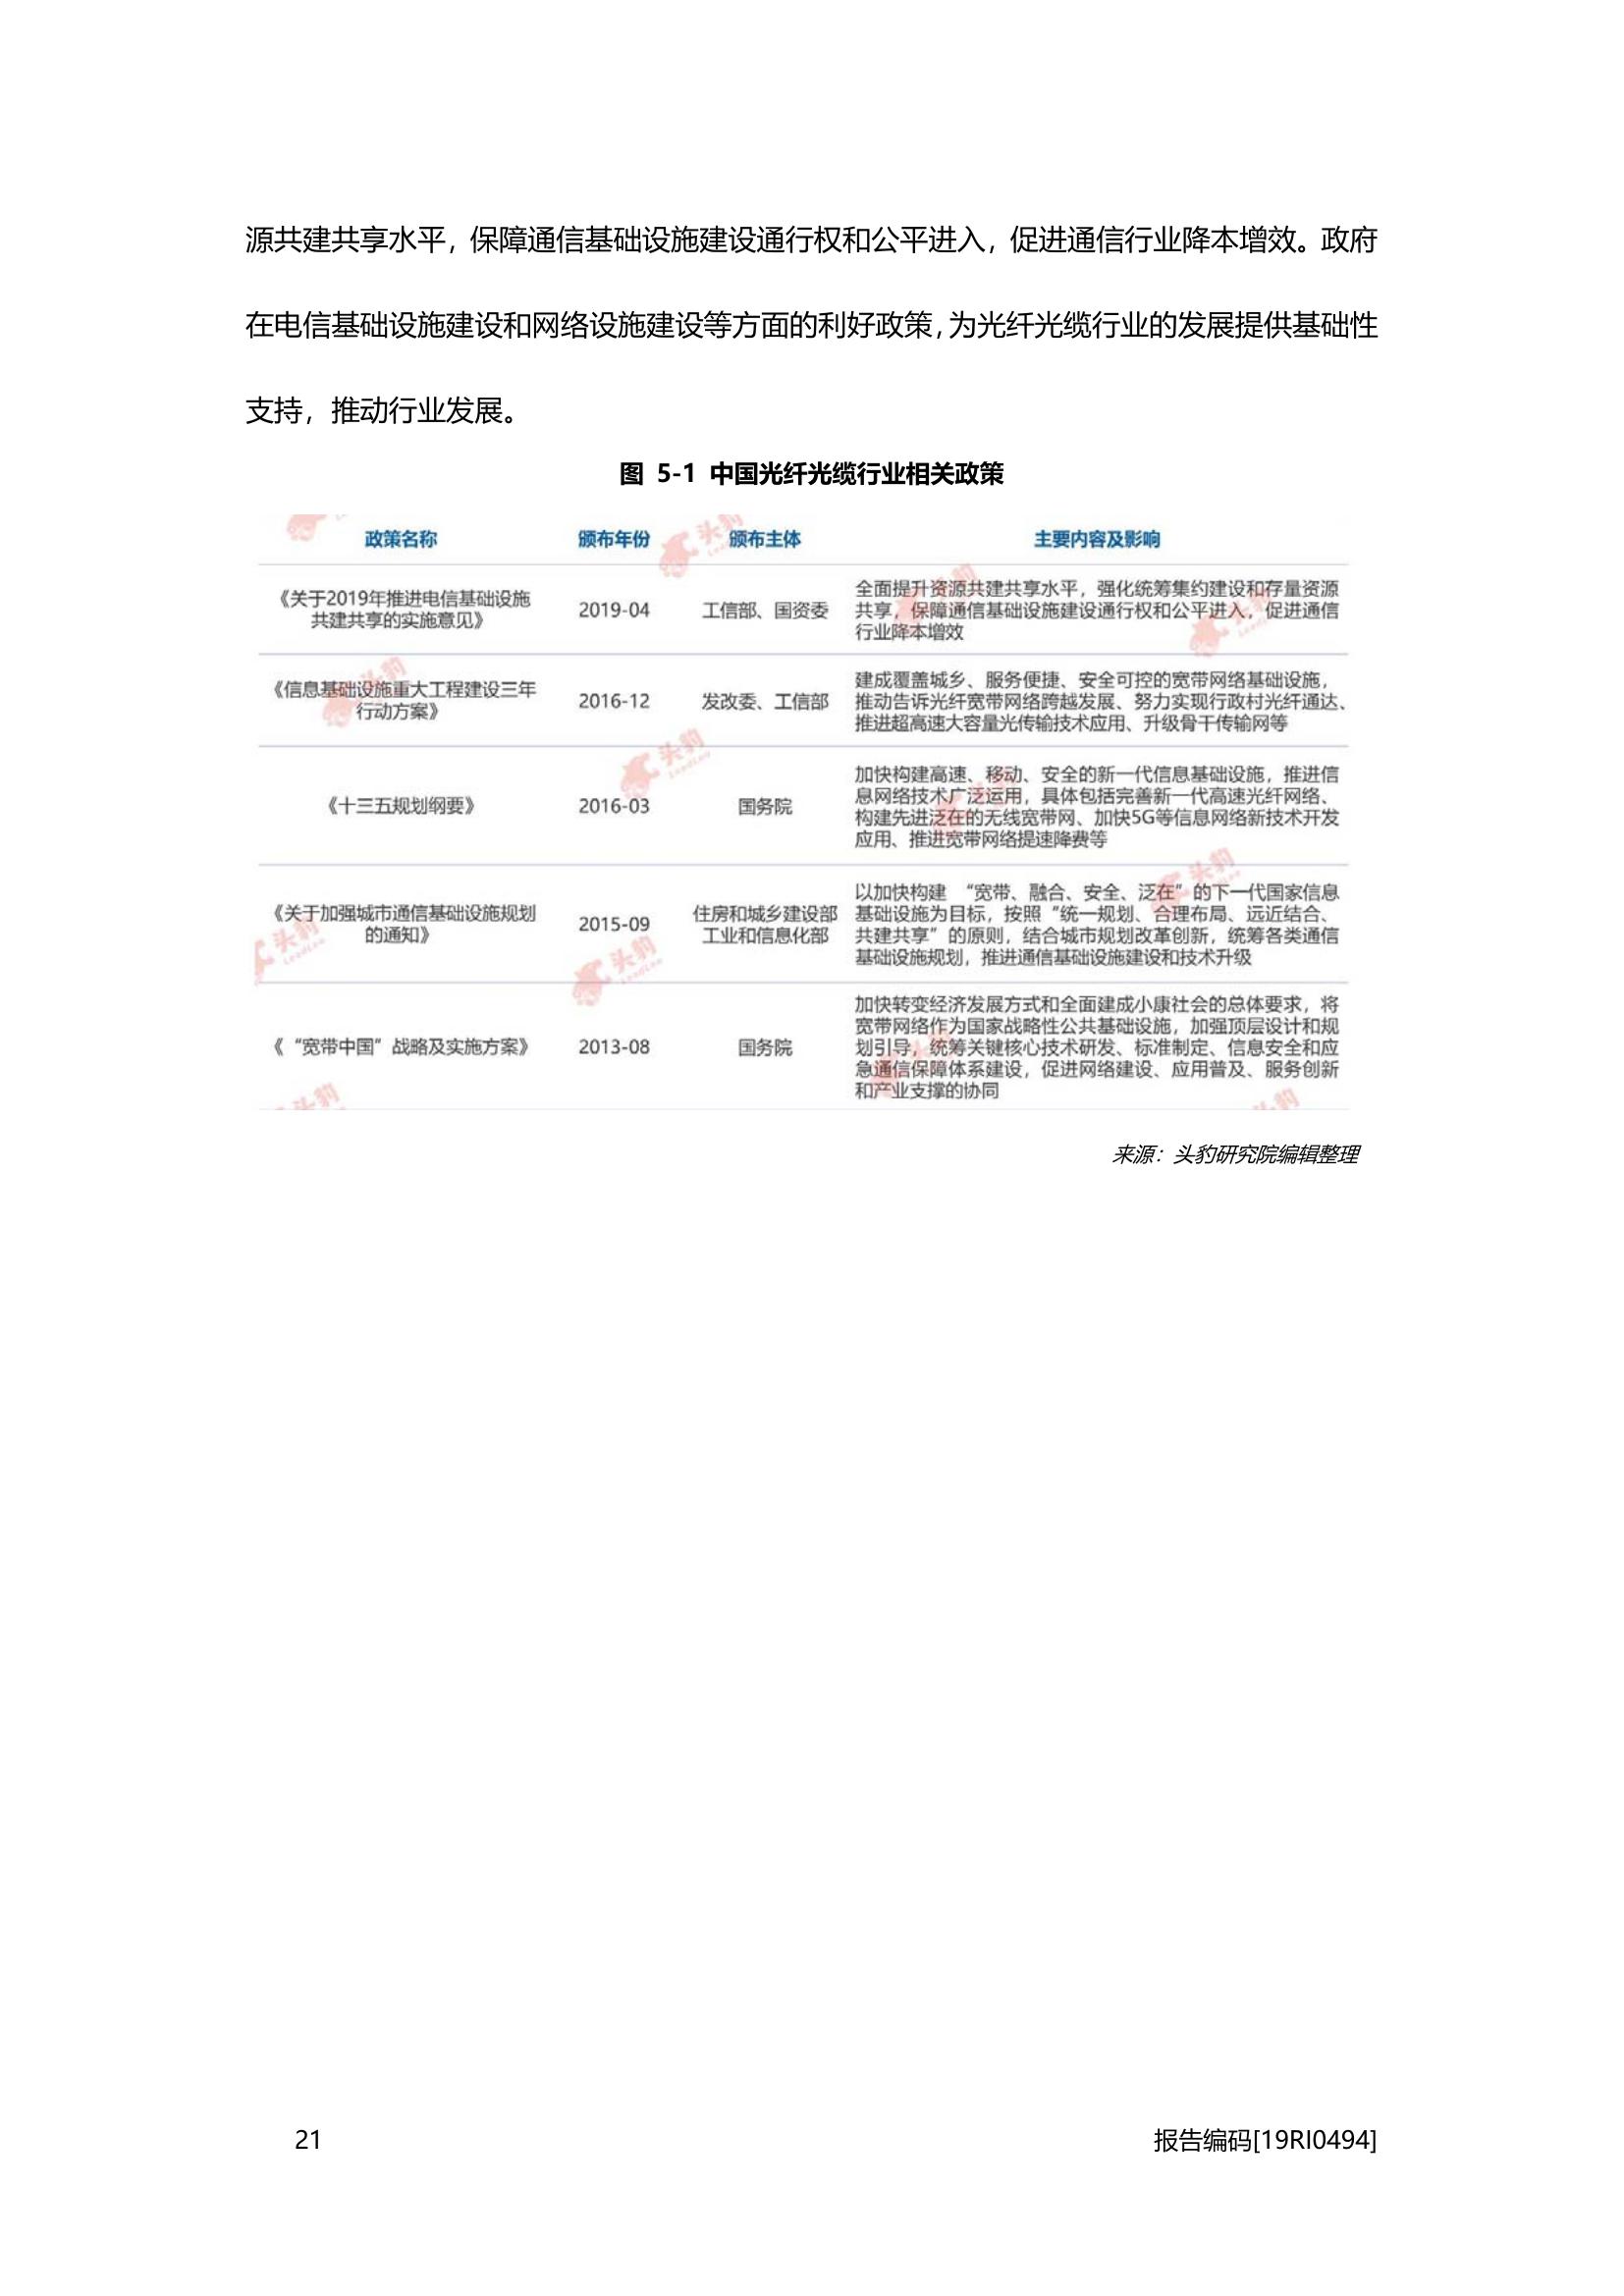 源共建共享水平，保障通信基础设施建设通行权和公平进入，促进通信行业降本增效。政府
在电信基础设施建设和网络设施建设等方面的利好政策，为光纤光缆行业的发展提供基础性
支持，推动行业发展。
图 5-1 中国光纤光缆行业相关政策
政策名称 颁布年份 颁布主体 主要内容及影响
《关于2019年推进电信基础设施
共建共享的实施意见》
2019-04
工信部、国资委
全面提升资源共建共享水平，强化统筹集约建设和存量资源
共享，保障通信基础设施建设通行权和公平进入，促进通信
行业降本增效
《信息基础设施重大工程建设三年
行动方案》
2016-12
发改委、工信部
建成覆盖城乡、服务便捷、安全可控的宽带网络基础设施，
推动告诉光纤宽带网络跨越发展、努力实现行政村光纤通达、
推进超高速大容量光传输技术应用、升级骨干传输网等
《十三五规划纲要》
2016-03
国务院
加快构建高速、移动、安全的新一代信息基础设施，推进信
息网络技术广泛运用，具体包括完善新一代高速光纤网络、
构建先进泛在的无线宽带网、加快5G等信息网络新技术开发
应用、推进宽带网络提速降费等
《关于加强城市通信基础设施规划
的通知》
2015-09
住房和城乡建设部
工业和信息化部
以加快构建 “宽带、融合、安全、泛在”的下一代国家信息
基础设施为目标，按照“统一规划、合理布局、远近结合、
共建共享”的原则，结合城市规划改革创新，统筹各类通信
基础设施规划，推进通信基础设施建设和技术升级
《“宽带中国”战略及实施方案》
2013-08
国务院
加快转变经济发展方式和全面建成小康社会的总体要求，将
宽带网络作为国家战略性公共基础设施，加强顶层设计和规
划引导，统筹关键核心技术研发、标准制定、信息安全和应
急通信保障体系建设，促进网络建设、应用普及、服务创新
和产业支撑的协同
来源：头豹研究院编辑整理
21 报告编码[19RI0494]